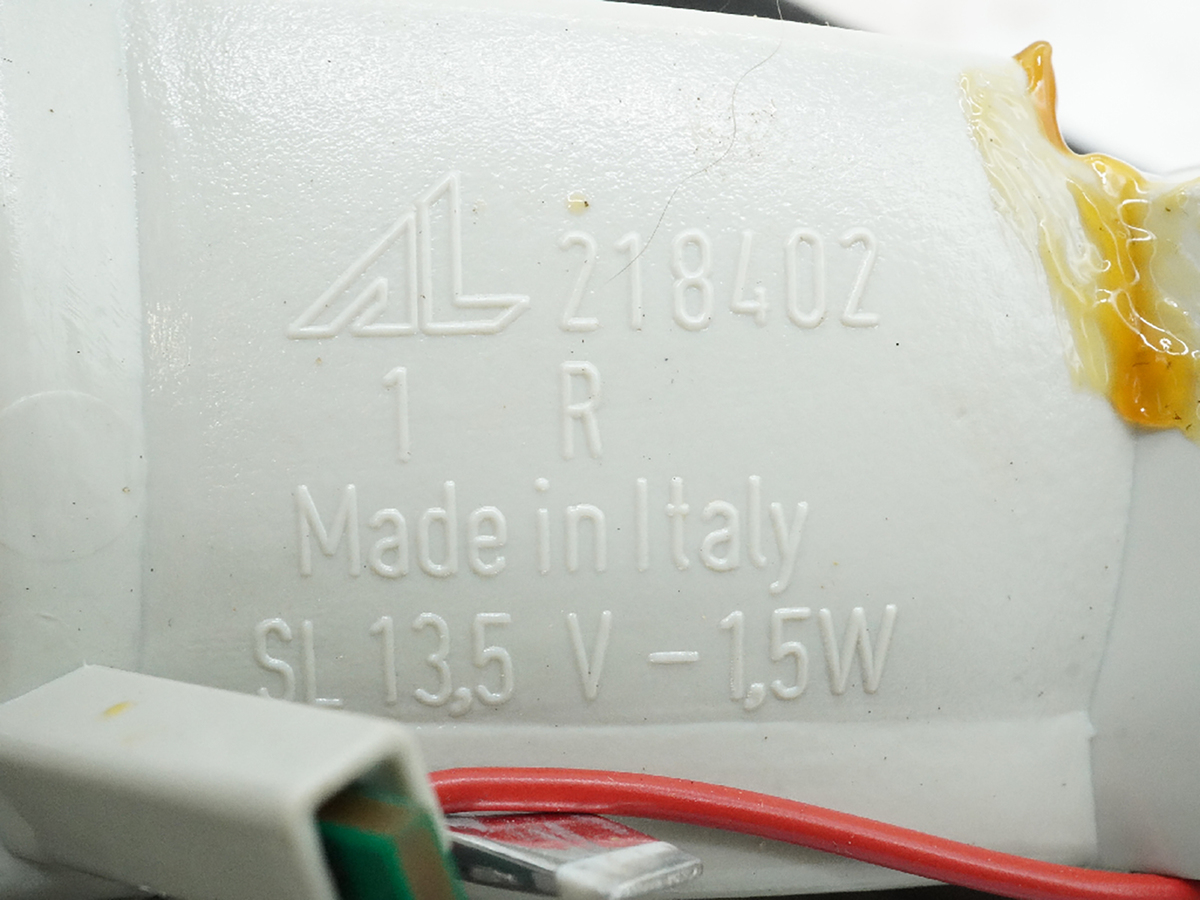 AL 218402
1 R
Made in Italy
SL 13,5 V - 1,5W